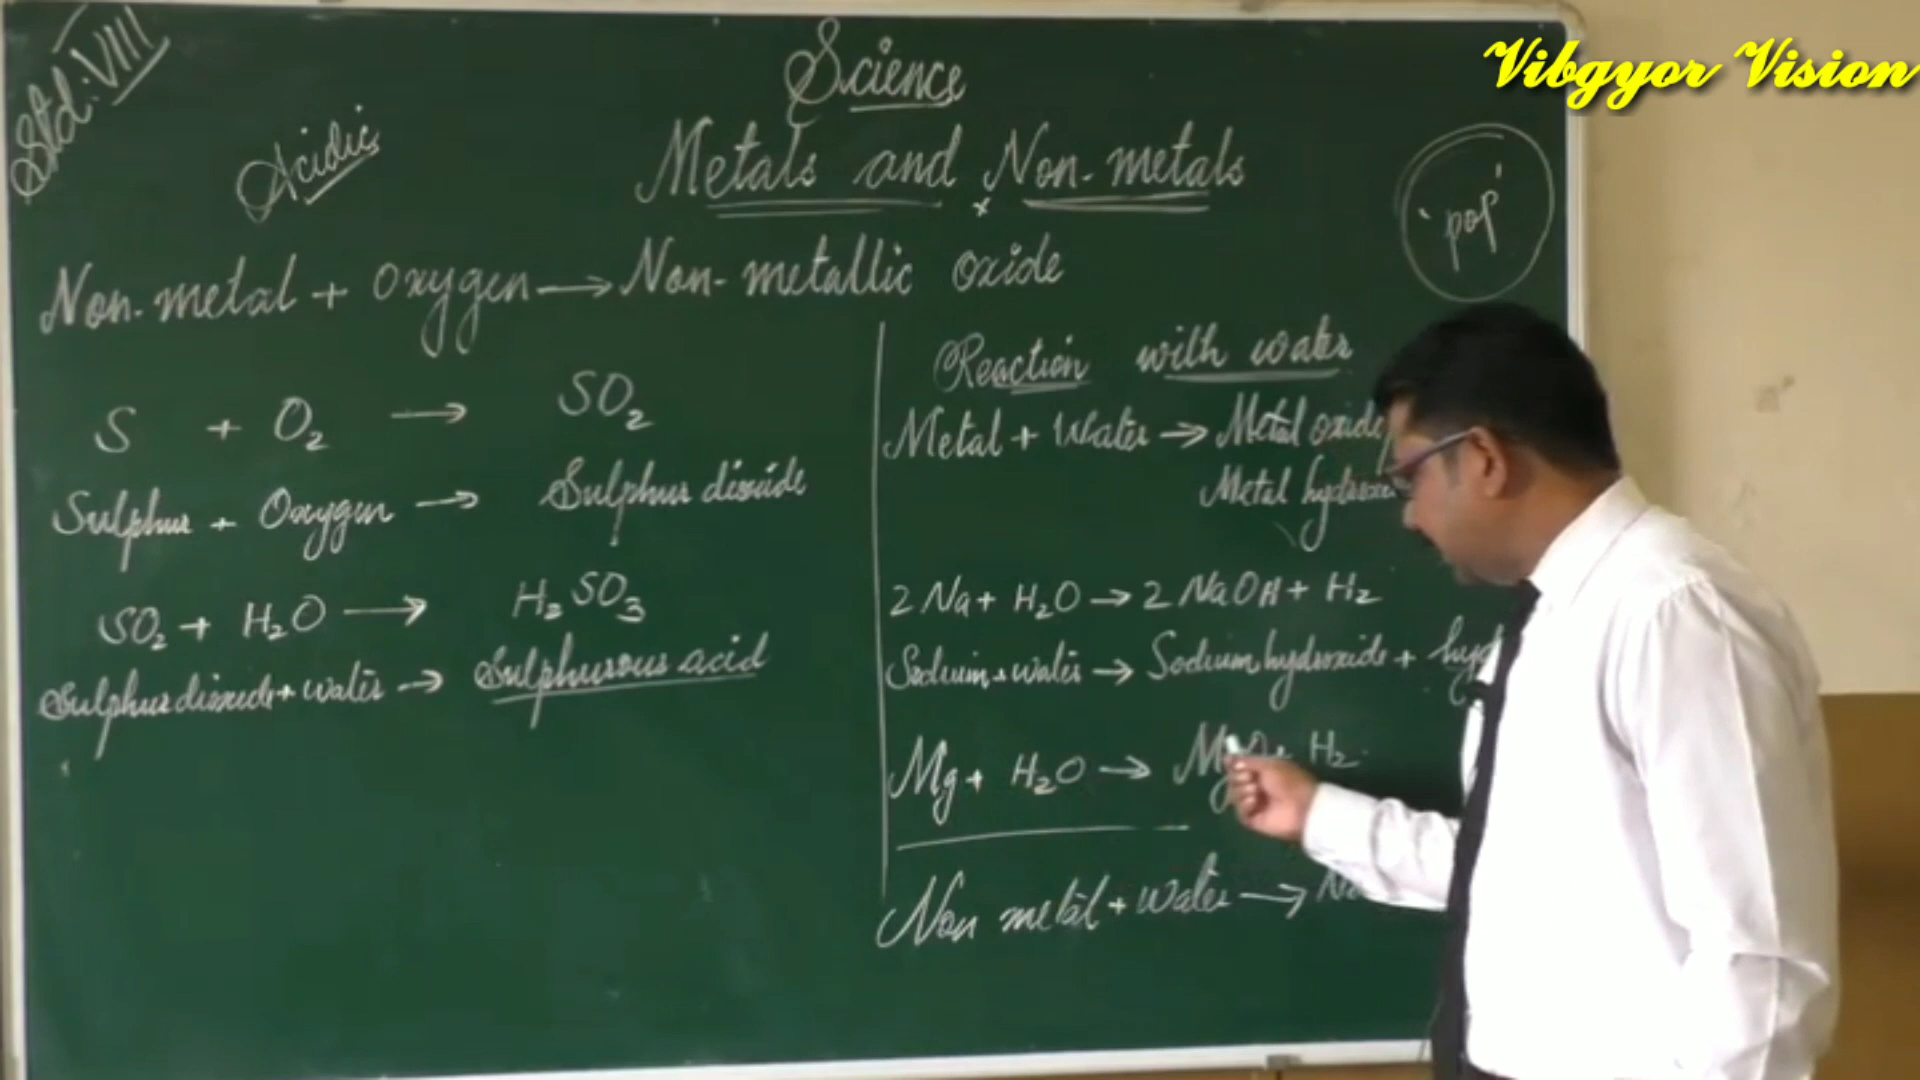 Vibgyor Vision
Std: VIII
Science
Acidic
Metals and Non-metals
'pop'
Non-metal + Oxygen → Non-metallic oxide
S + O₂ → SO₂
Sulphur + Oxygen → Sulphur dioxide
SO₂ + H₂O → H₂SO₃
Sulphur dioxide + water → Sulphurous acid
Reaction with water
Metal + Water → Metal oxide
Metal
2 Na + H₂O → 2 NaOH + H₂
Sodium + water → Sodium hydroxide +
Mg + H₂O → MgO + H₂
Non metal + water →